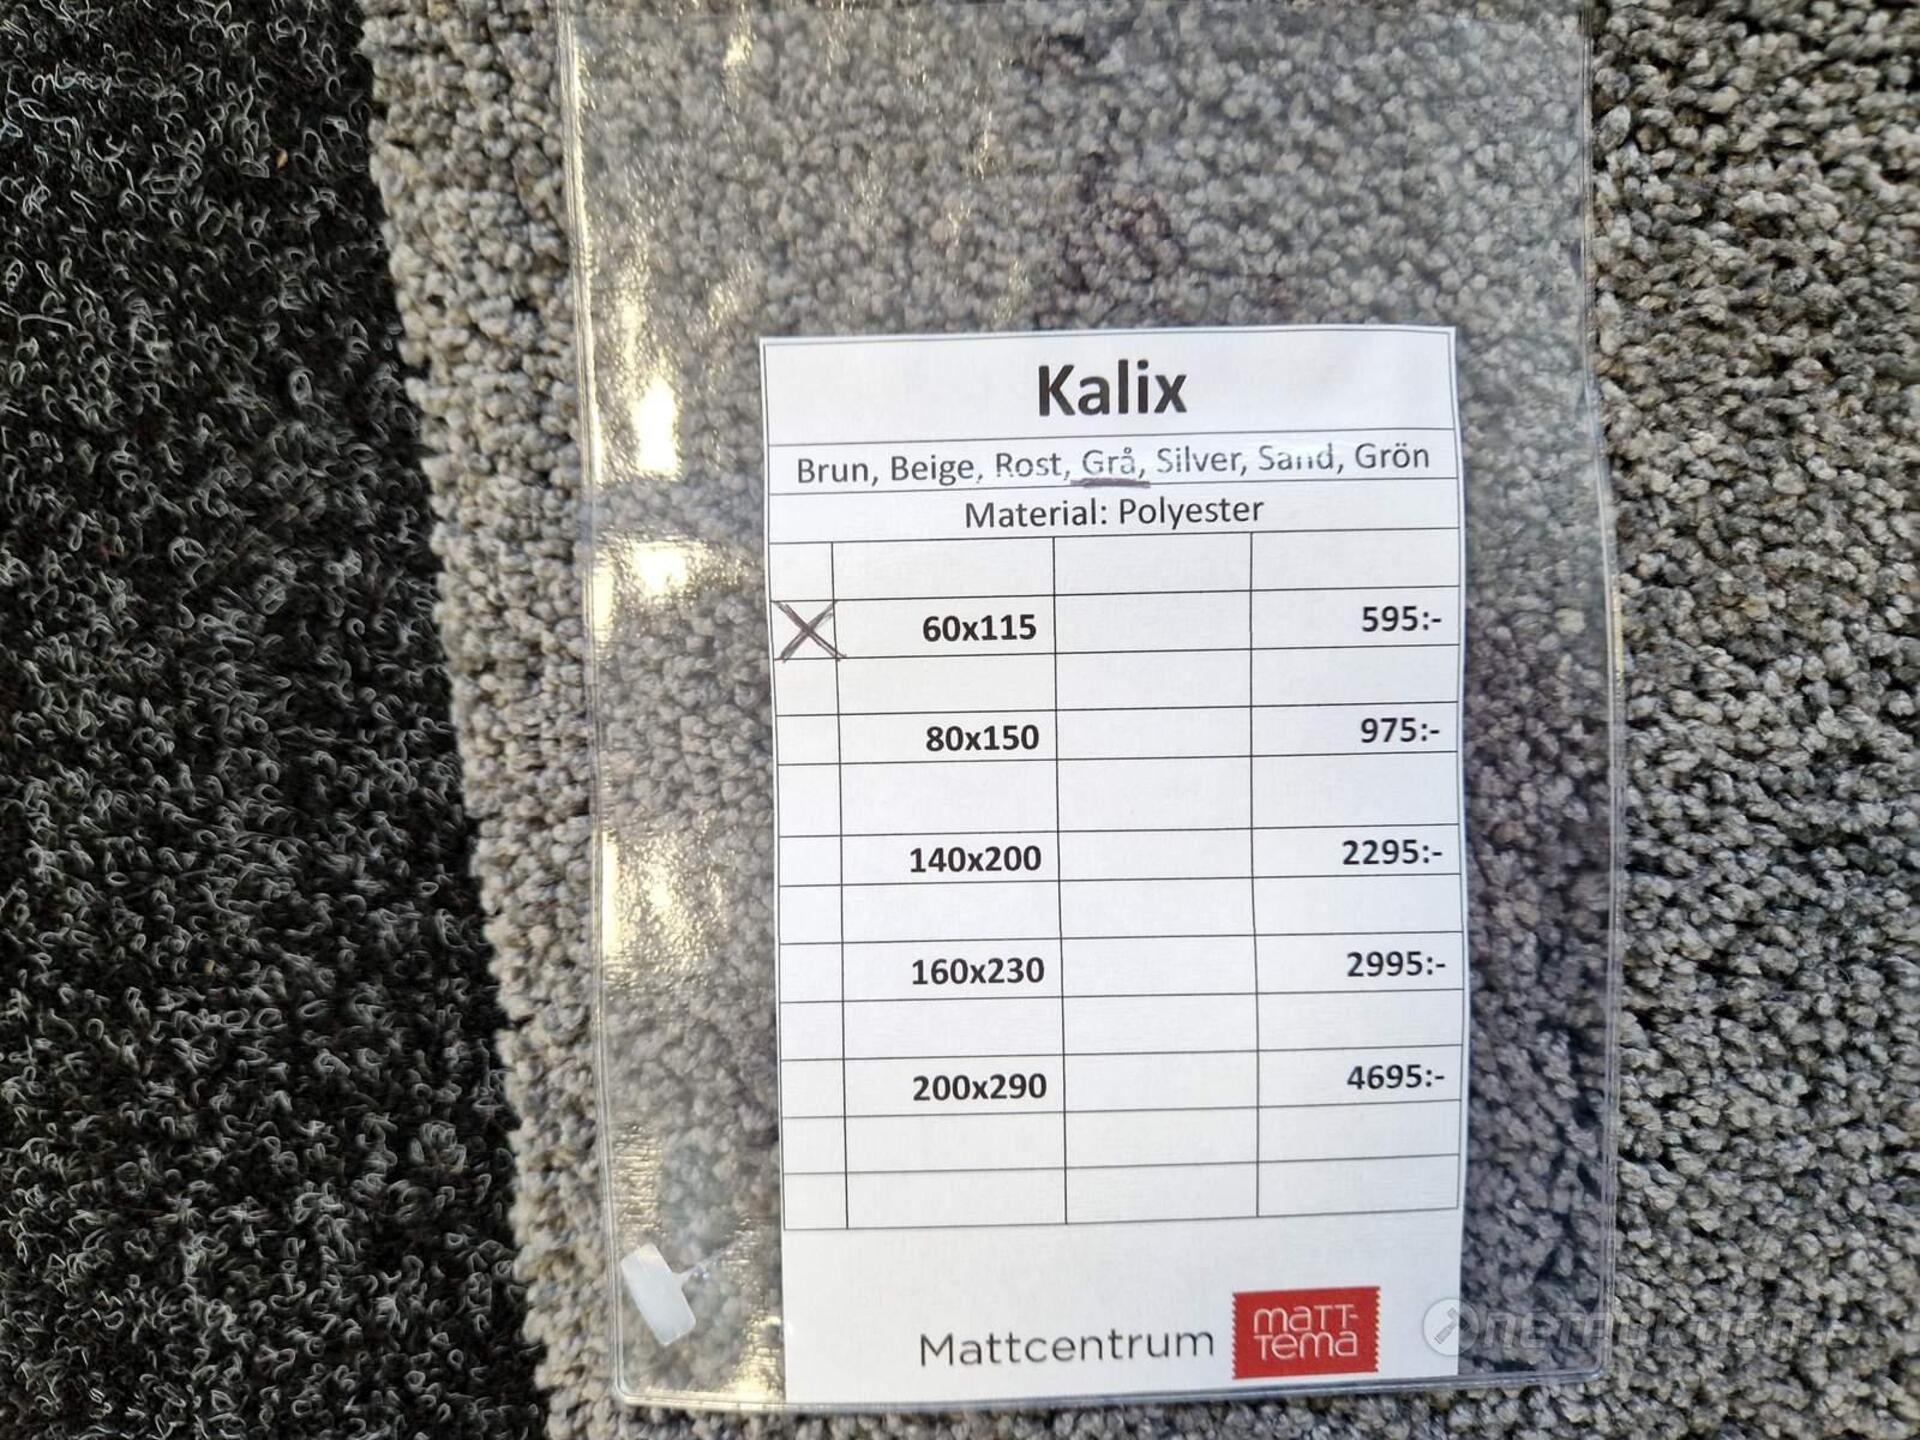 Kalix
Brun, Beige, Rost, Grå, Silver, Sand, Grön
Material: Polyester
60x115 595:-
80x150 975:-
140x200 2295:-
160x230 2995:-
200x290 4695:-
Mattcentrum
matt-
tema